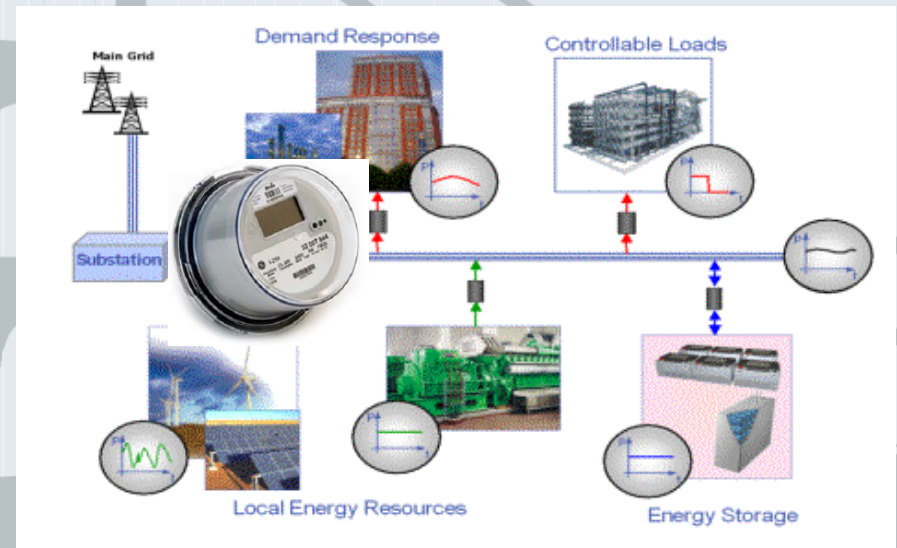 Demand Response
Controllable Loads
Main Grid
P
t
P
t
Substation
P
t
P
t
P
t
P
t
Local Energy Resources
Energy Storage